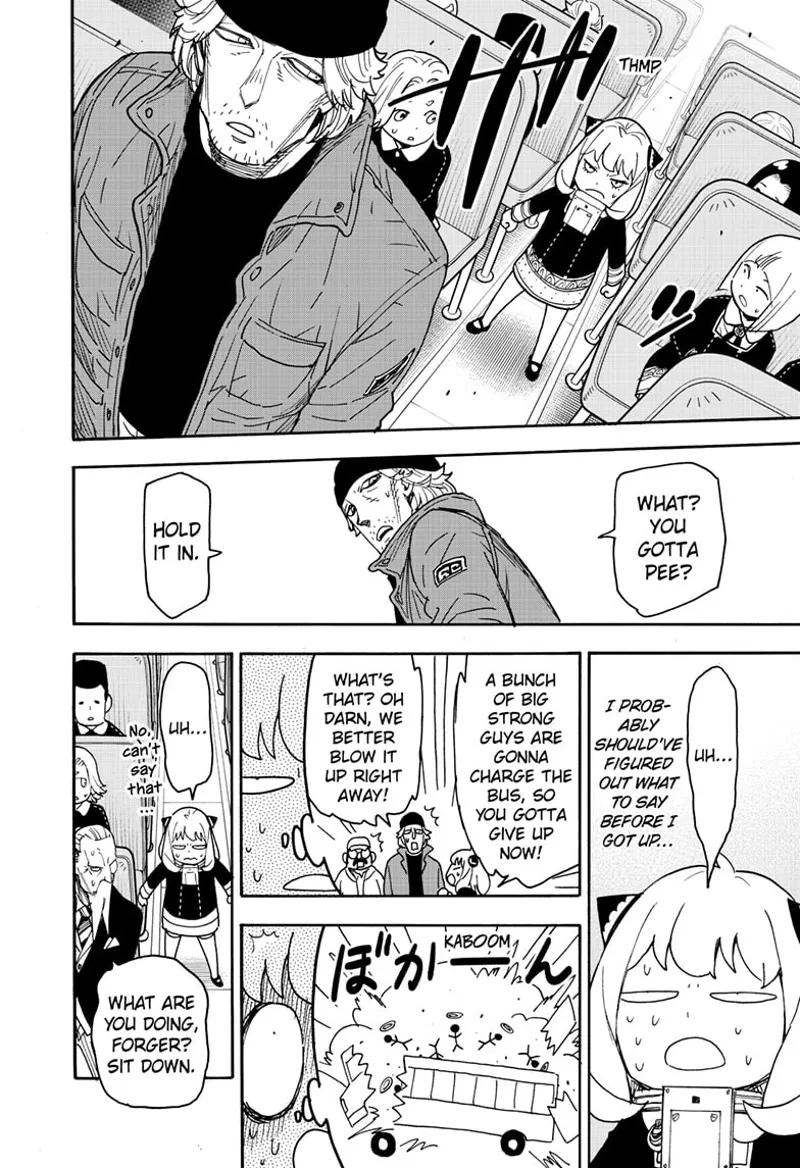 THMP
WHAT?
YOU
GOTTA
PEE?
HOLD
IT IN.
UH...
I PROB-
ABLY
SHOULD'VE
FIGURED
OUT WHAT
TO SAY
BEFORE I
GOT UP...
A BUNCH
OF BIG
STRONG
GUYS ARE
GONNA
CHARGE THE
BUS, SO
YOU GOTTA
GIVE UP
NOW!
WHAT'S
THAT? OH
DARN, WE
BETTER
BLOW IT
UP RIGHT
AWAY!
KABOOM
ぼかーん
UH...
No,
can't
say
that
...
WHAT ARE
YOU DOING,
FORGER?
SIT DOWN.